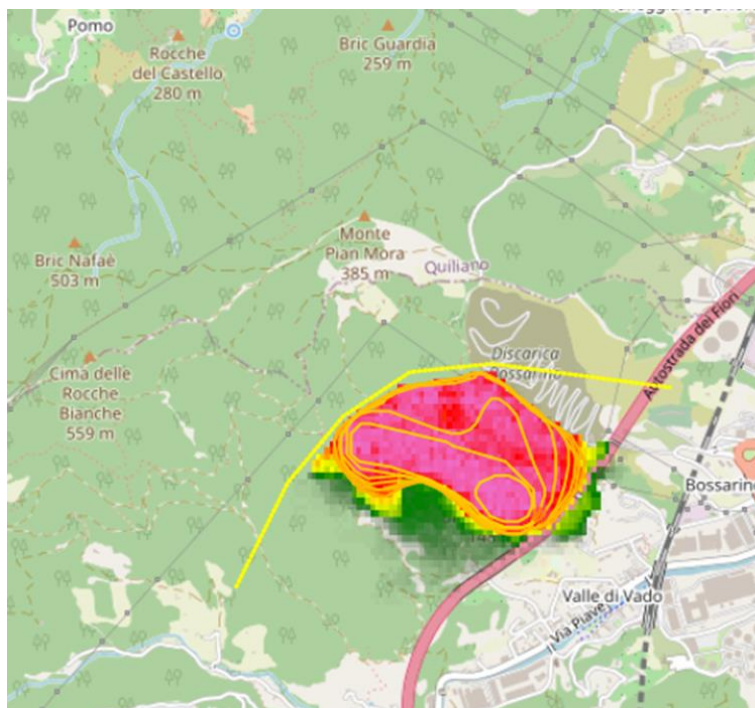 Pomo
Rocche
del Castello
280 m
Bric Guardia
259 m
Monte
Pian Mora
385 m
Quiliano
Bric Nafaè
503 m
Cima delle
Rocche
Bianche
559 m
Discarica
Bossarino
Autostrada dei Fiori
Bossarino
Valle di Vado
Via Piave